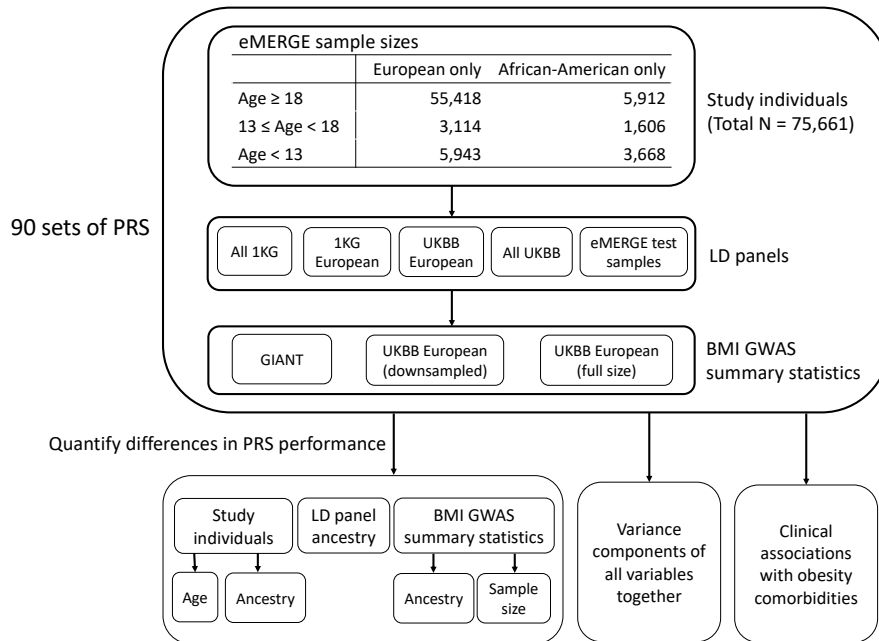 eMERGE sample sizes
European only African-American only
Age ≥ 18 55,418 5,912
13 ≤ Age < 18 3,114 1,606
Age < 13 5,943 3,668
Study individuals
(Total N = 75,661)
90 sets of PRS
All 1KG
1KG
European
UKBB
European
All UKBB
eMERGE test
samples
LD panels
GIANT
UKBB European
(downsampled)
UKBB European
(full size)
BMI GWAS
summary statistics
Quantify differences in PRS performance
Study
individuals
LD panel
ancestry
BMI GWAS
summary statistics
Age
Ancestry
Ancestry
Sample
size
Variance
components of
all variables
together
Clinical
associations
with obesity
comorbidities